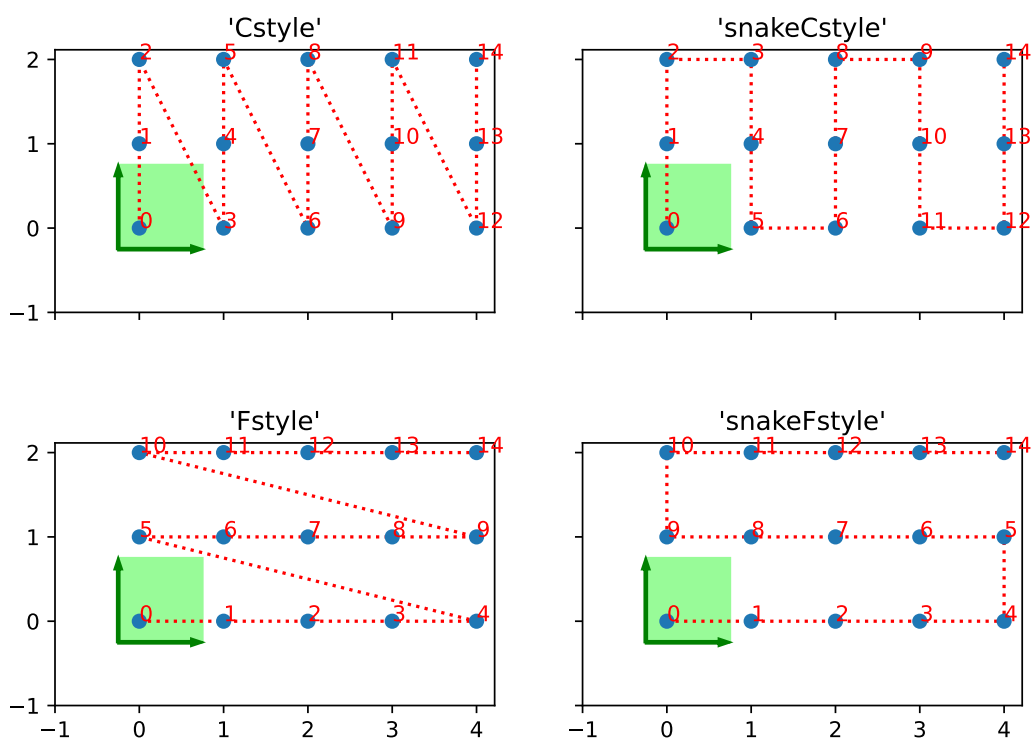 'Cstyle' 'snakeCstyle'
2 2 5 8 11 14 2 3 8 9 14
1 1 4 7 10 13 1 4 7 10 13
0 0 3 6 9 12 0 5 6 11 12
−1
'Fstyle' 'snakeFstyle'
2 10 11 12 13 14 10 11 12 13 14
1 5 6 7 8 9 9 8 7 6 5
0 0 1 2 3 4 0 1 2 3 4
−1
−1 0 1 2 3 4 −1 0 1 2 3 4